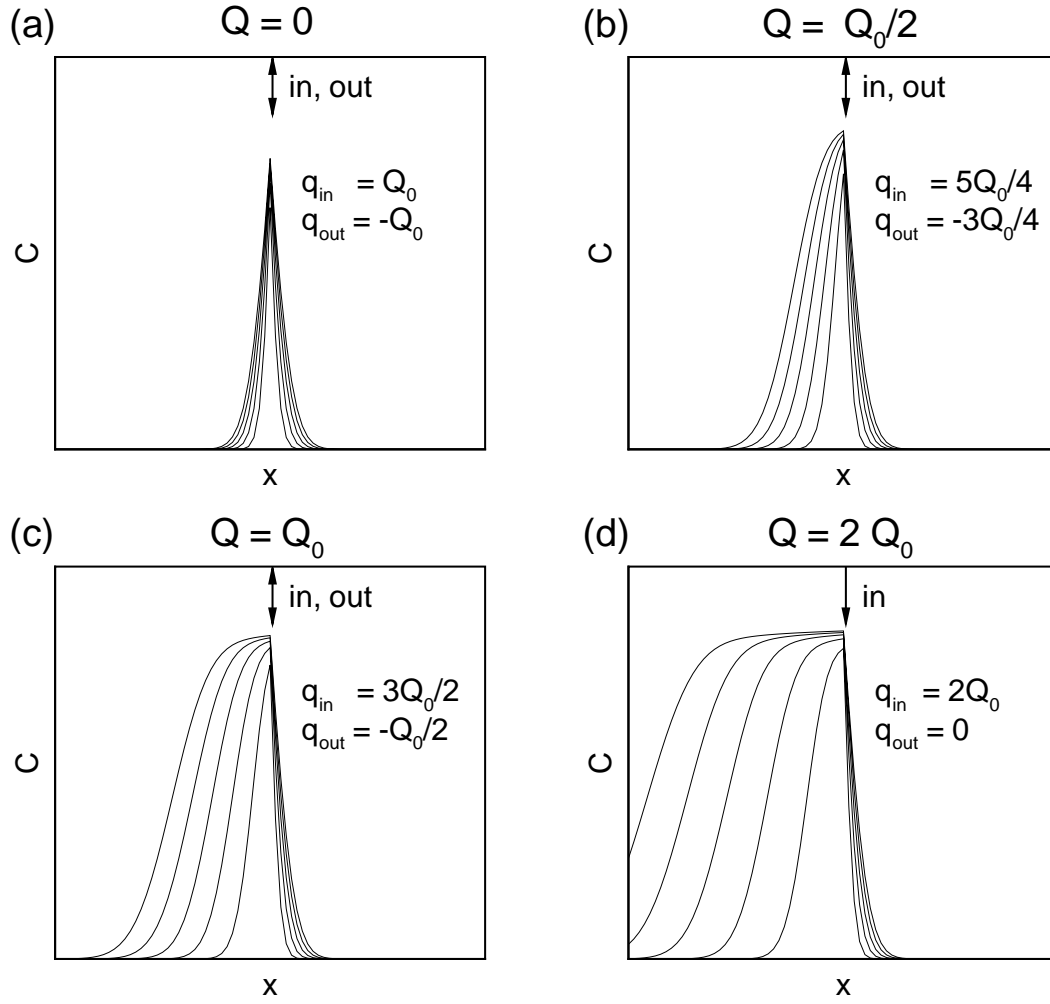 (a) Q = 0
in, out
q_in = Q_0
q_out = -Q_0
C
x
(b) Q = Q_0/2
in, out
q_in = 5Q_0/4
q_out = -3Q_0/4
C
x
(c) Q = Q_0
in, out
q_in = 3Q_0/2
q_out = -Q_0/2
C
x
(d) Q = 2 Q_0
in
q_in = 2Q_0
q_out = 0
C
x